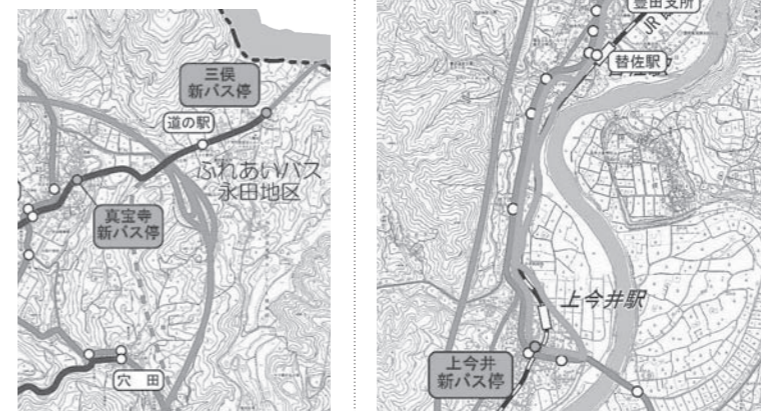 三俣
新バス停
道の駅
ふれあいバス
永田地区
真宝寺
新バス停
穴 田
豊田支所
JR
替佐駅
上今井駅
上今井
新バス停